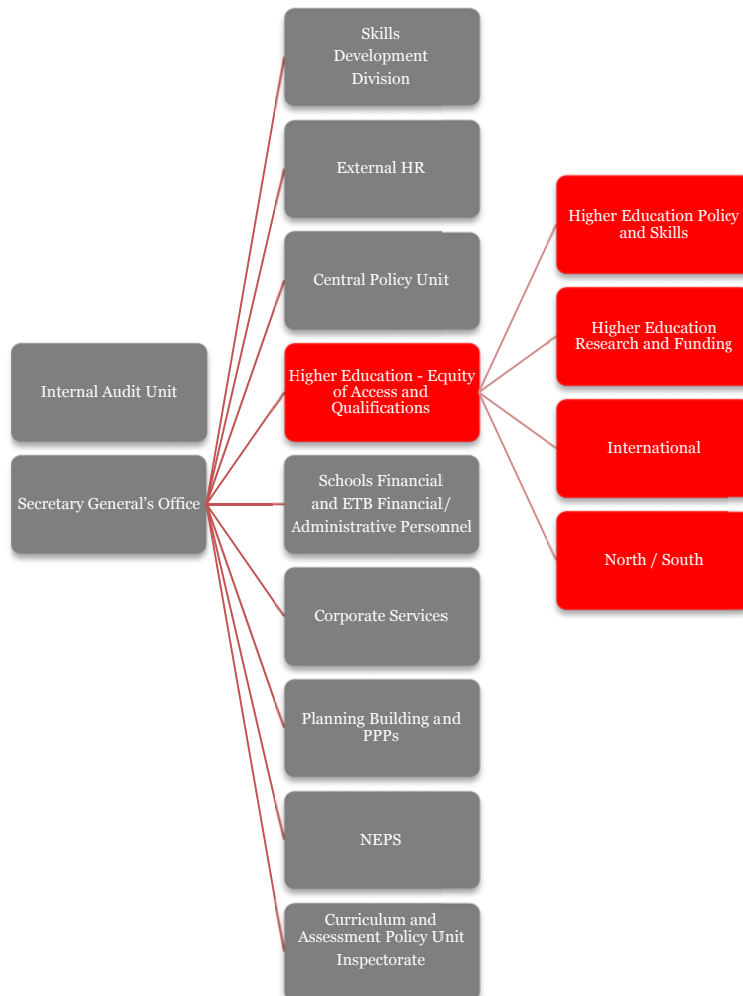 Skills
Development
Division
External HR
Central Policy Unit
Internal Audit Unit
Secretary General's Office
Higher Education - Equity
of Access and
Qualifications
Schools Financial
and ETB Financial/
Administrative Personnel
Corporate Services
Planning Building and
PPPs
NEPS
Curriculum and
Assessment Policy Unit
Inspectorate
Higher Education Policy
and Skills
Higher Education
Research and Funding
International
North / South